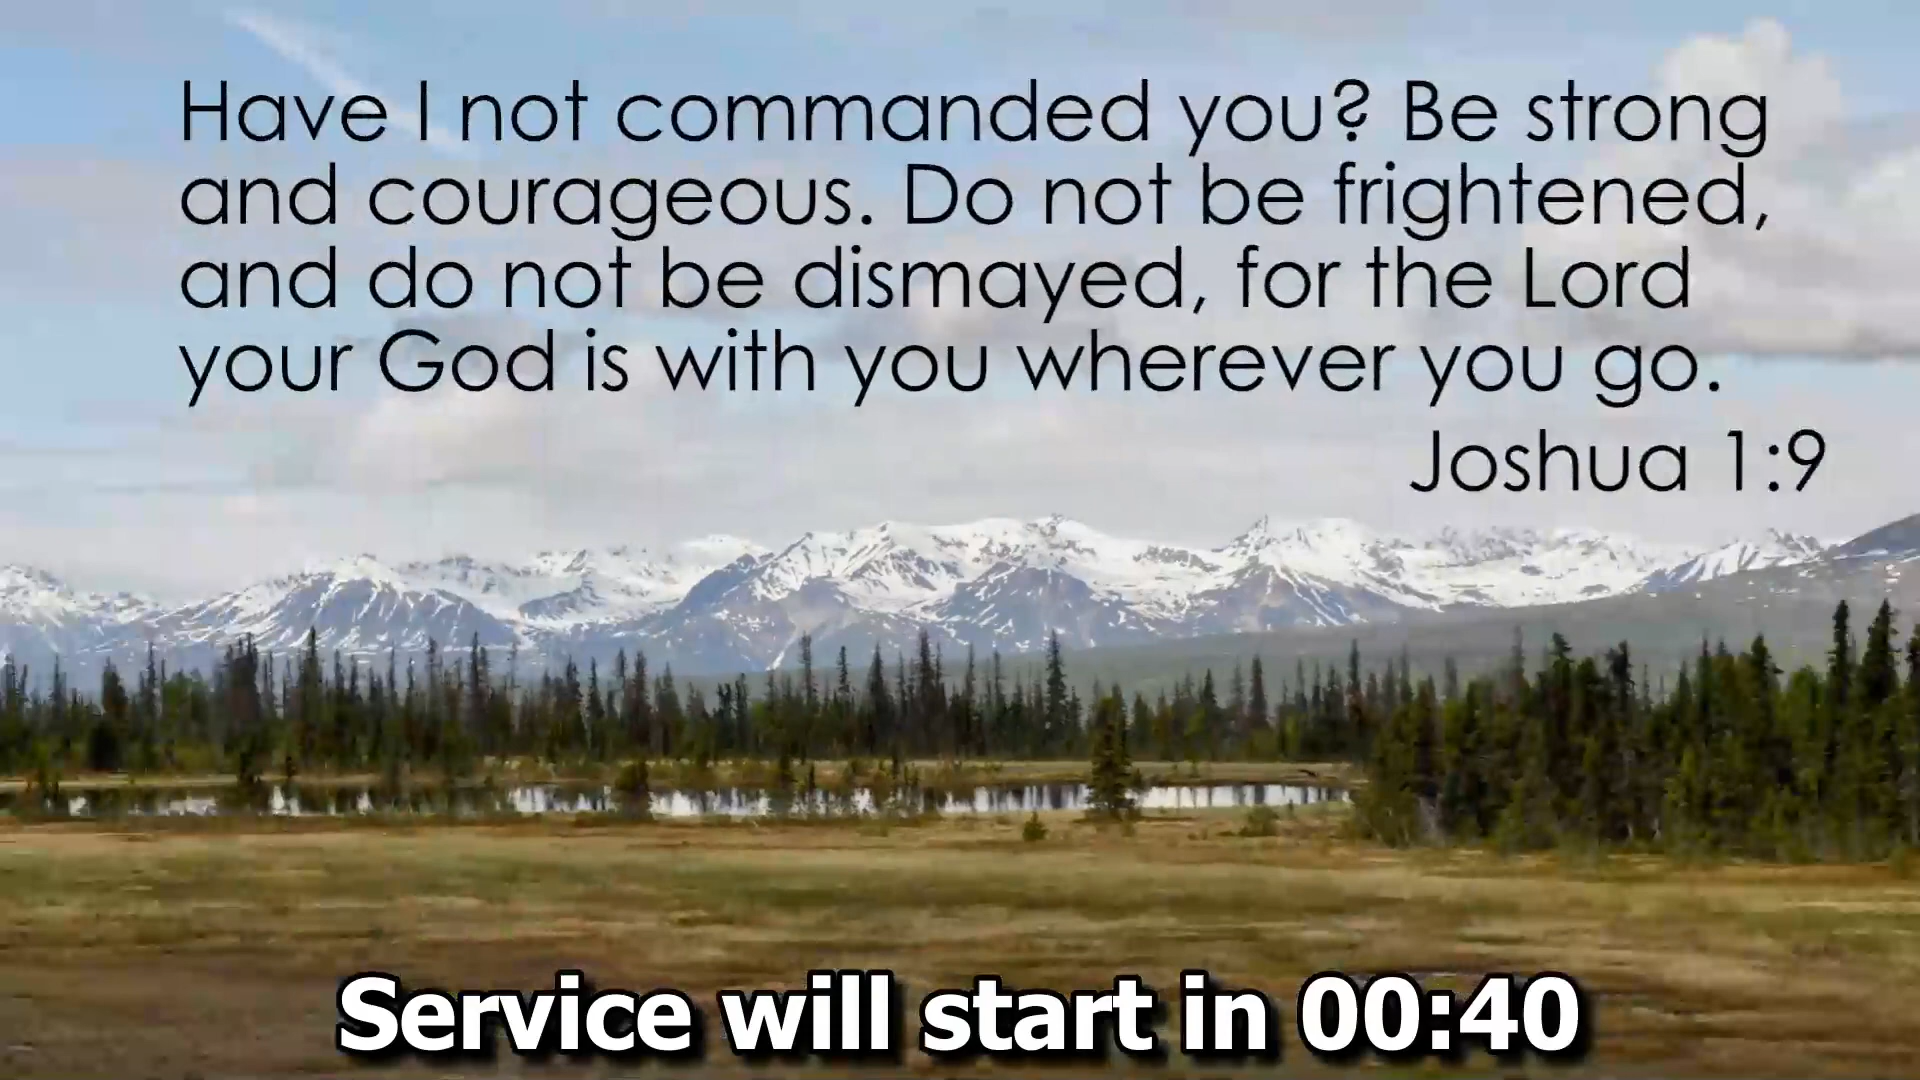 Have I not commanded you? Be strong
and courageous. Do not be frightened,
and do not be dismayed, for the Lord
your God is with you wherever you go.
Joshua 1:9
Service will start in 00:40